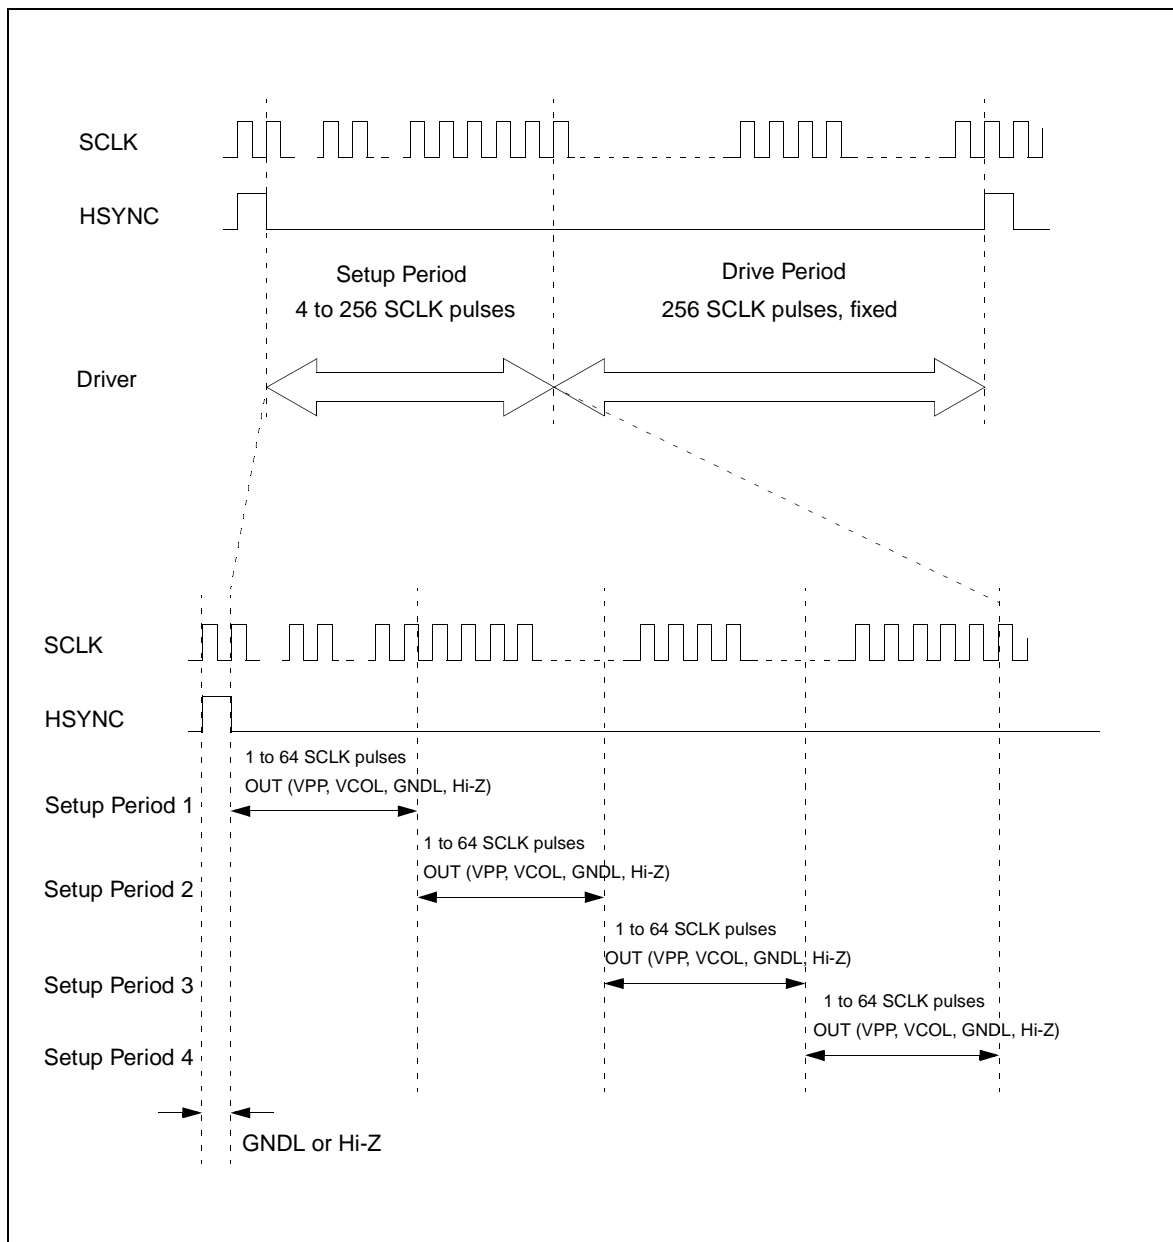 SCLK
HSYNC
Setup Period
4 to 256 SCLK pulses
Drive Period
256 SCLK pulses, fixed
Driver
SCLK
HSYNC
1 to 64 SCLK pulses
OUT (VPP, VCOL, GNDL, Hi-Z)
Setup Period 1
1 to 64 SCLK pulses
OUT (VPP, VCOL, GNDL, Hi-Z)
Setup Period 2
1 to 64 SCLK pulses
OUT (VPP, VCOL, GNDL, Hi-Z)
Setup Period 3
1 to 64 SCLK pulses
OUT (VPP, VCOL, GNDL, Hi-Z)
Setup Period 4
GNDL or Hi-Z